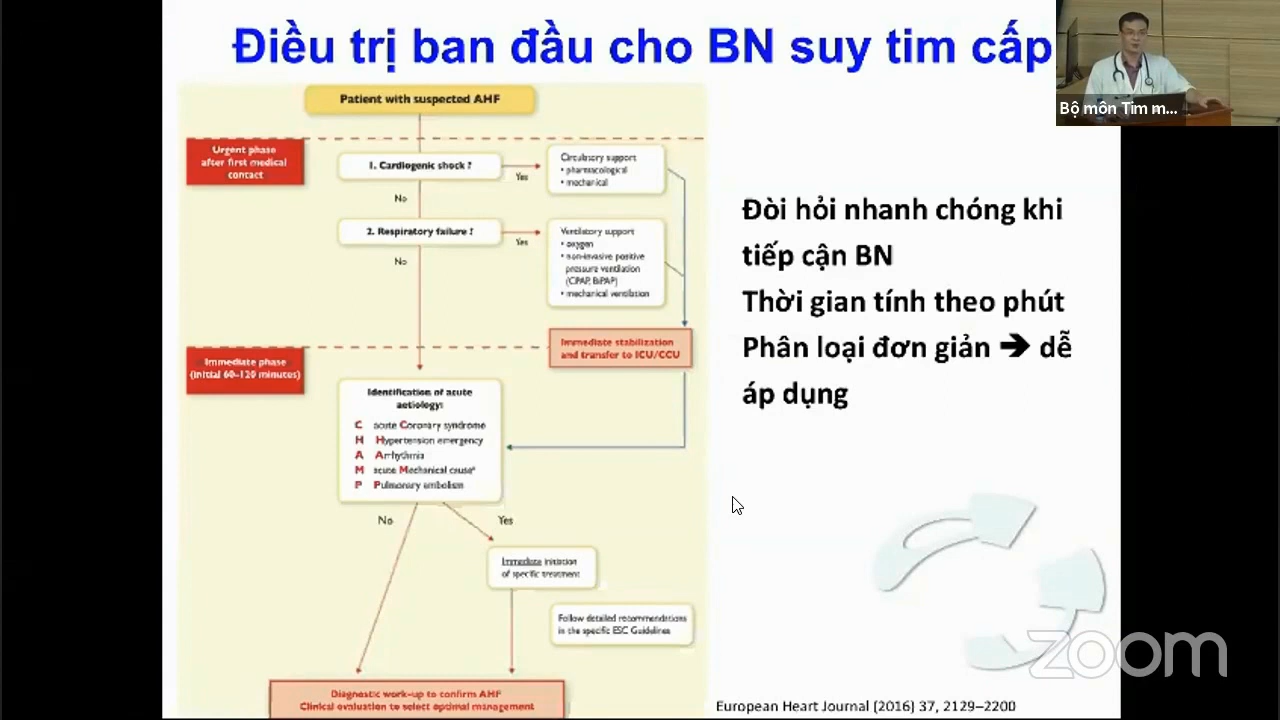 Điều trị ban đầu cho BN suy tim cấp
Bộ môn Tim m...
Patient with suspected AHF
Urgent phase
after first medical
contact
1. Cardiogenic shock ?
Yes
Circulatory support
• pharmacological
• mechanical
No
2. Respiratory failure ?
Yes
Ventilatory support
• oxygen
• non-invasive positive
pressure ventilation
(CPAP, BiPAP)
• mechanical ventilation
No
Immediate stabilization
and transfer to ICU/CCU
Immediate phase
(initial 60–120 minutes)
Identification of acute
aetiology:
C acute Coronary syndrome
H Hypertension emergency
A Arrhythmia
M acute Mechanical causeᵃ
P Pulmonary embolism
No
Yes
Immediate initiation
of specific treatment
Follow detailed recommendations
in the specific ESC Guidelines
Diagnostic work-up to confirm AHF
Clinical evaluation to select optimal management
Đòi hỏi nhanh chóng khi
tiếp cận BN
Thời gian tính theo phút
Phân loại đơn giản ➔ dễ
áp dụng
zoom
European Heart Journal (2016) 37, 2129–2200